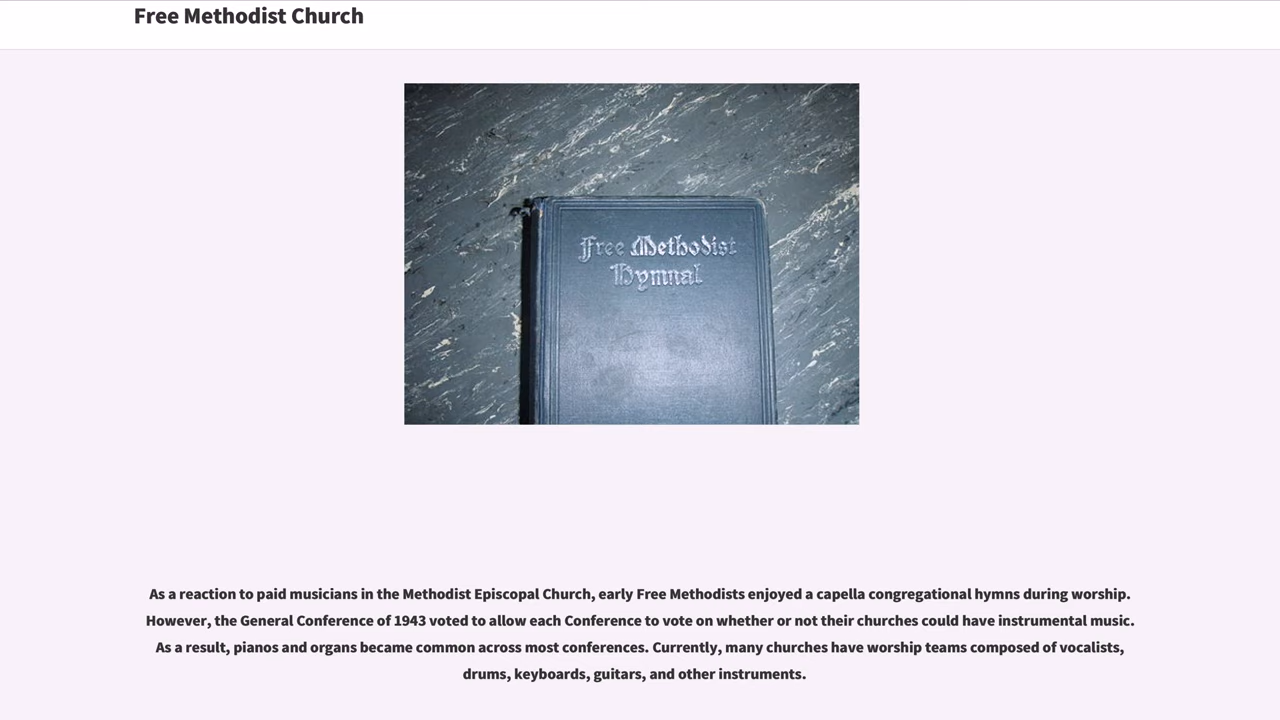 Free Methodist Church
Free Methodist
Hymnal
As a reaction to paid musicians in the Methodist Episcopal Church, early Free Methodists enjoyed a capella congregational hymns during worship.
However, the General Conference of 1943 voted to allow each Conference to vote on whether or not their churches could have instrumental music.
As a result, pianos and organs became common across most conferences. Currently, many churches have worship teams composed of vocalists,
drums, keyboards, guitars, and other instruments.